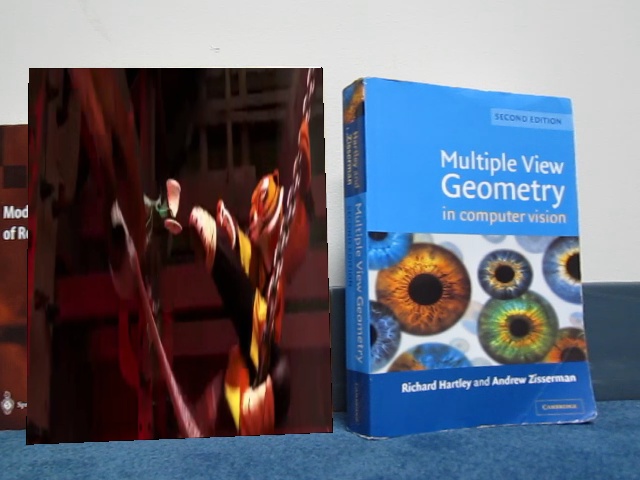 Mod
of Ro
SECOND EDITION
Multiple View
Geometry
in computer vision
Hartley and
Zisserman
Multiple View Geometry
Richard Hartley and Andrew Zisserman
CAMBRIDGE